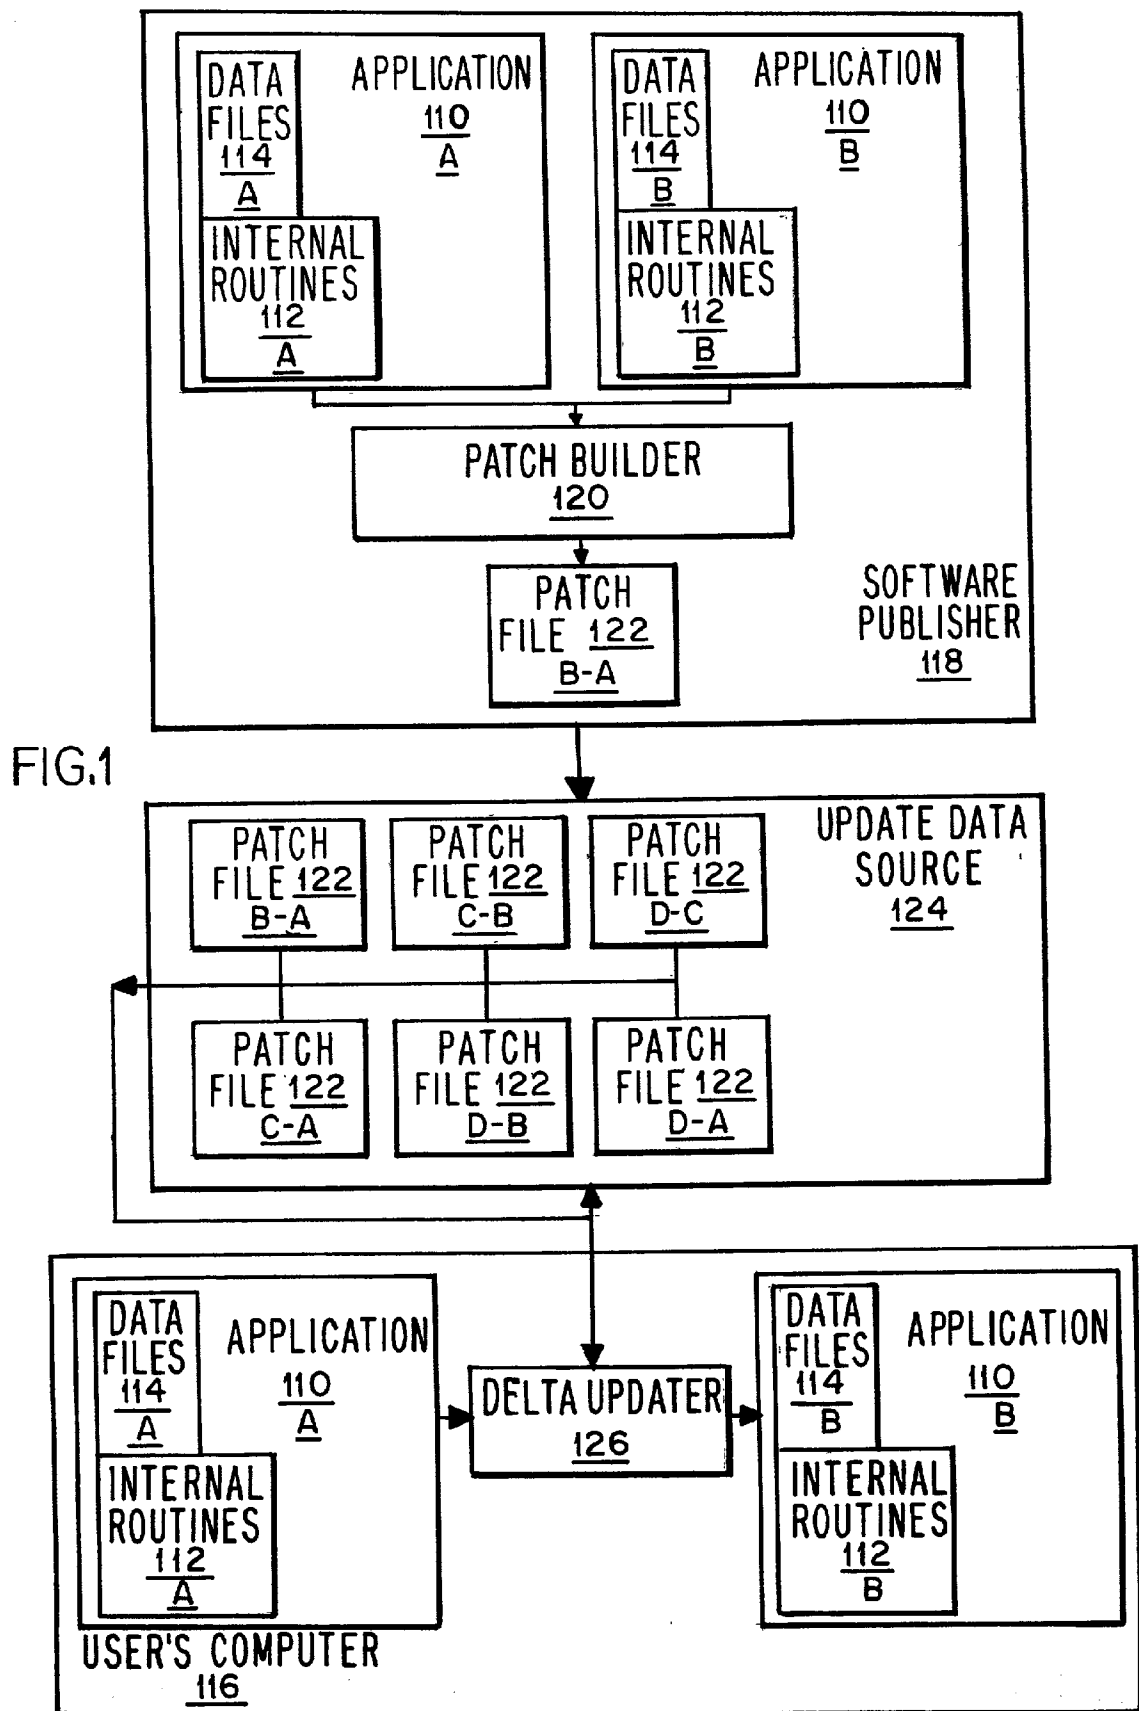 DATA
FILES
114
A
APPLICATION
110
A
INTERNAL
ROUTINES
112
A
DATA
FILES
114
B
APPLICATION
110
B
INTERNAL
ROUTINES
112
B
PATCH BUILDER
120
PATCH
FILE 122
B-A
SOFTWARE
PUBLISHER
118
FIG.1
PATCH
FILE 122
B-A
PATCH
FILE 122
C-B
PATCH
FILE 122
D-C
UPDATE DATA
SOURCE
124
PATCH
FILE 122
C-A
PATCH
FILE 122
D-B
PATCH
FILE 122
D-A
DATA
FILES
114
A
APPLICATION
110
A
INTERNAL
ROUTINES
112
A
DELTA UPDATER
126
DATA
FILES
114
B
APPLICATION
110
B
INTERNAL
ROUTINES
112
B
USER'S COMPUTER
116